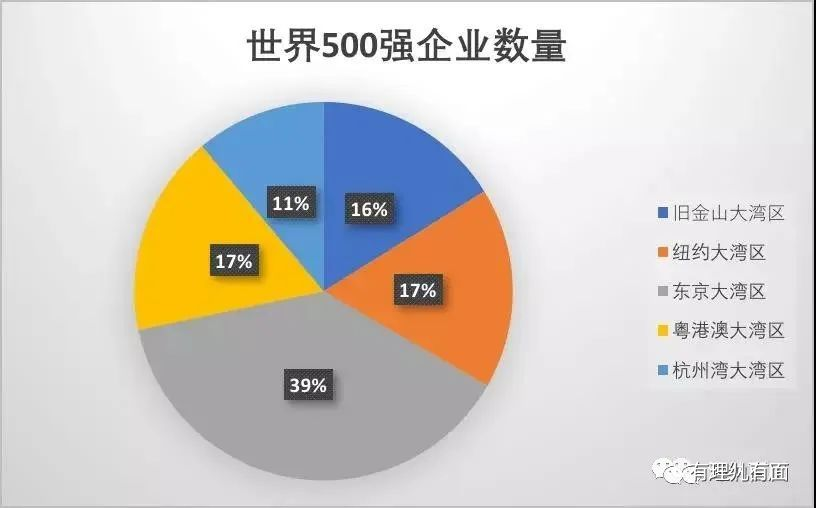 世界500强企业数量
11%
16%
17%
17%
39%
旧金山大湾区
纽约大湾区
东京大湾区
粤港澳大湾区
杭州湾大湾区